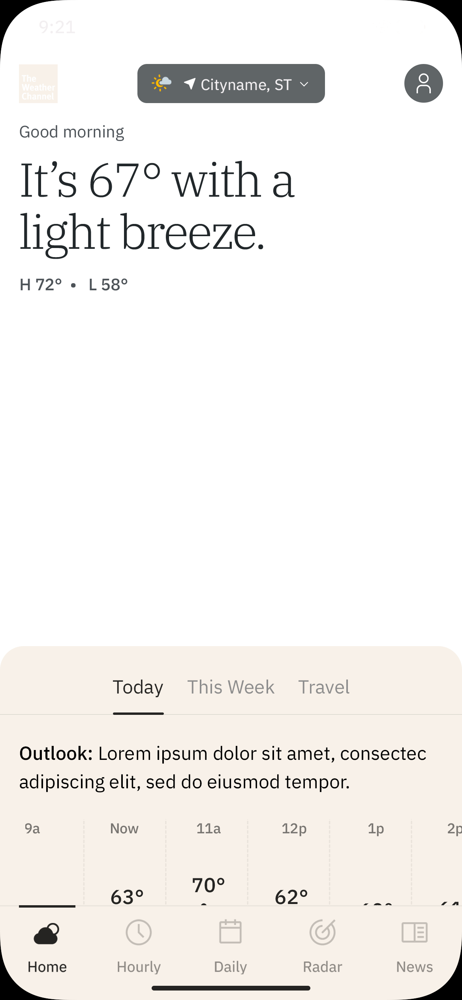 9:21
The
Weather
Channel
Cityname, ST
Good morning
It’s 67° with a
light breeze.
H 72° • L 58°
Today This Week Travel
Outlook: Lorem ipsum dolor sit amet, consectec
adipiscing elit, sed do eiusmod tempor.
9a Now 11a 12p 1p 2p
70°
63° 62°
Home Hourly Daily Radar News